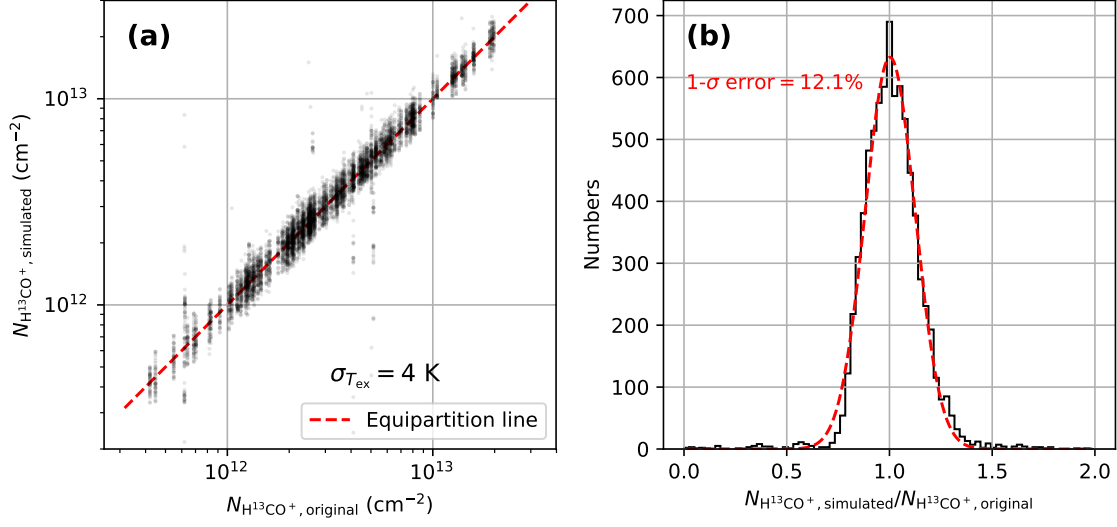 (a)
10^13
10^12
N_H13CO+, simulated (cm^−2)
σ_Tex = 4 K
Equipartition line
10^12 10^13
N_H13CO+, original (cm^−2)
(b)
1-σ error = 12.1%
700
600
500
400
300
200
100
0
Numbers
0.0 0.5 1.0 1.5 2.0
N_H13CO+, simulated/N_H13CO+, original